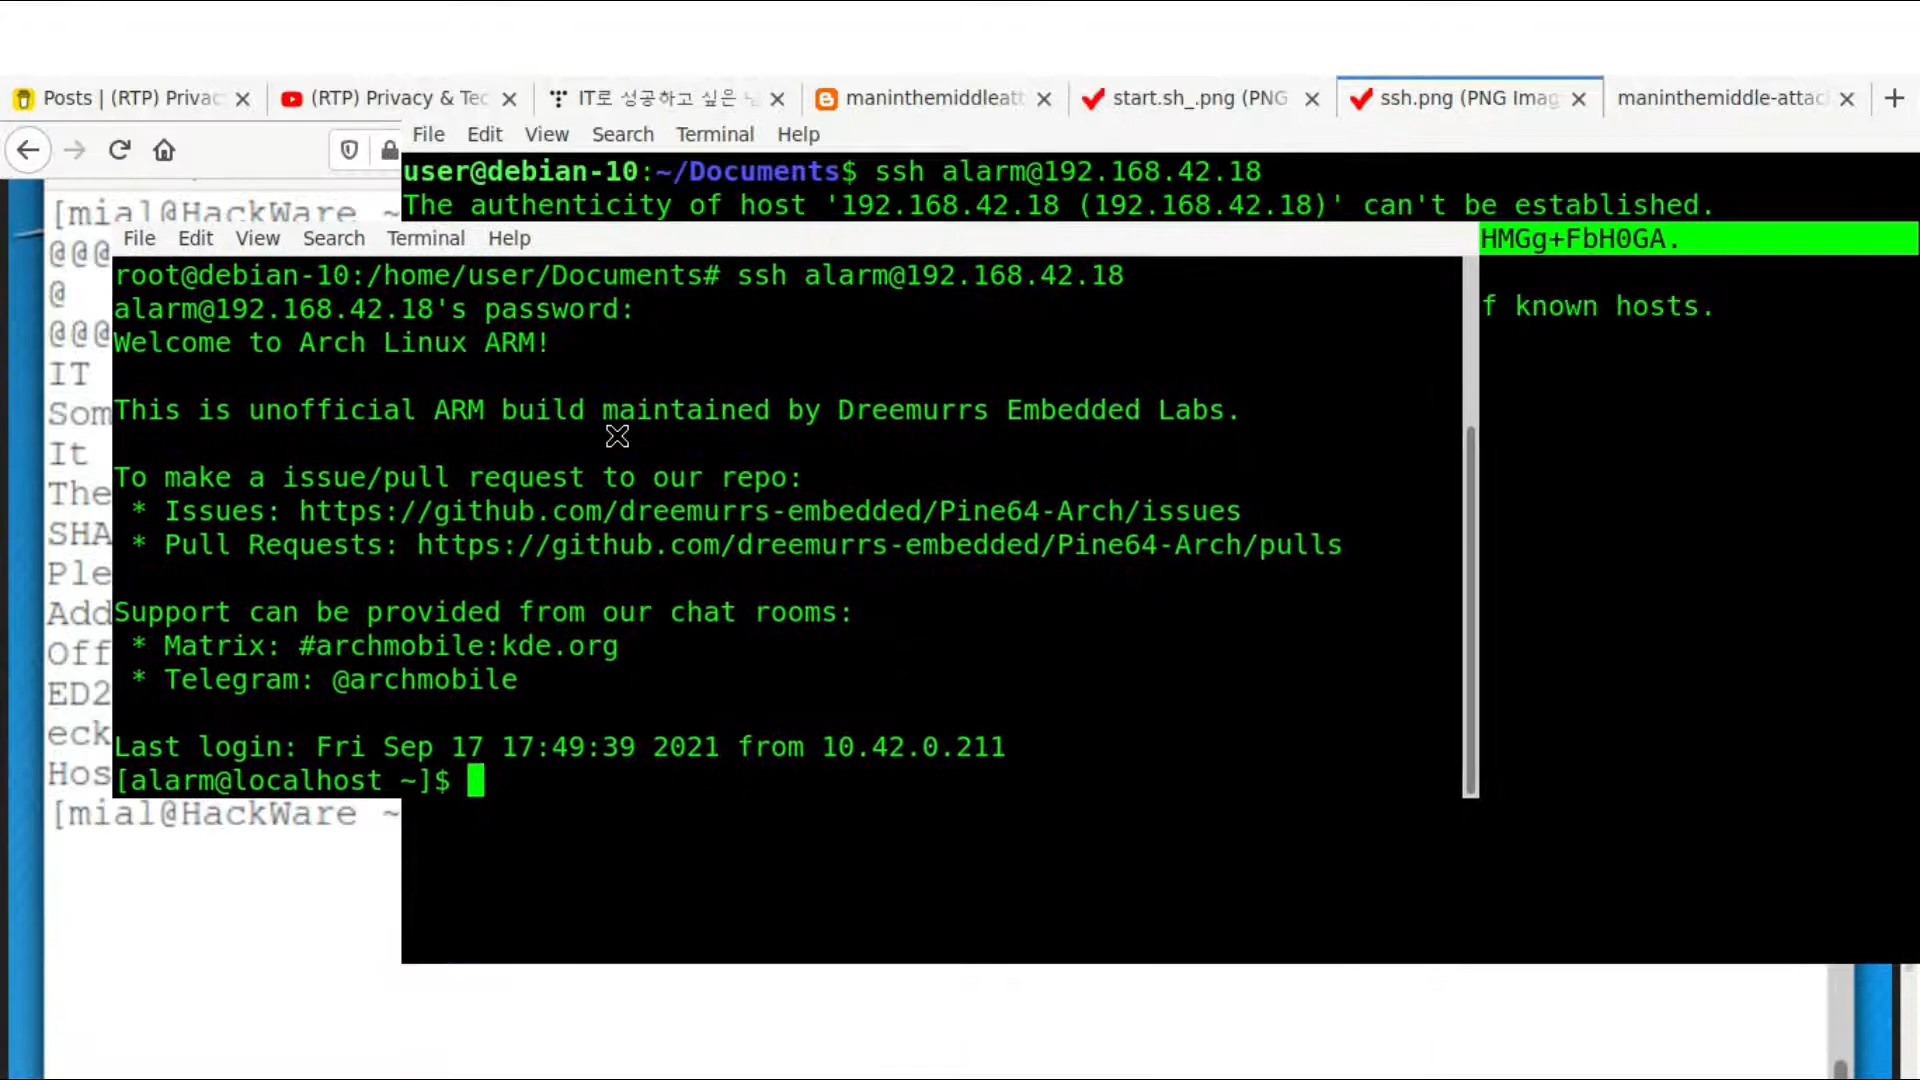 Posts | (RTP) Privac
(RTP) Privacy & Tec
IT로 성공하고 싶은
maninthemiddleatt
start.sh_.png (PNG
ssh.png (PNG Imag
maninthemiddle-attac
File Edit View Search Terminal Help
user@debian-10:~/Documents$ ssh alarm@192.168.42.18
The authenticity of host '192.168.42.18 (192.168.42.18)' can't be established.
HMGg+FbH0GA.
f known hosts.
File Edit View Search Terminal Help
root@debian-10:/home/user/Documents# ssh alarm@192.168.42.18
alarm@192.168.42.18's password:
Welcome to Arch Linux ARM!
This is unofficial ARM build maintained by Dreemurrs Embedded Labs.
To make a issue/pull request to our repo:
* Issues: https://github.com/dreemurrs-embedded/Pine64-Arch/issues
* Pull Requests: https://github.com/dreemurrs-embedded/Pine64-Arch/pulls
Support can be provided from our chat rooms:
* Matrix: #archmobile:kde.org
* Telegram: @archmobile
Last login: Fri Sep 17 17:49:39 2021 from 10.42.0.211
[alarm@localhost ~]$
[mial@HackWare ~
@@@
@
@@@
IT
Som
It
The
SHA
Ple
Add
Off
ED2
eck
Hos
[mial@HackWare ~